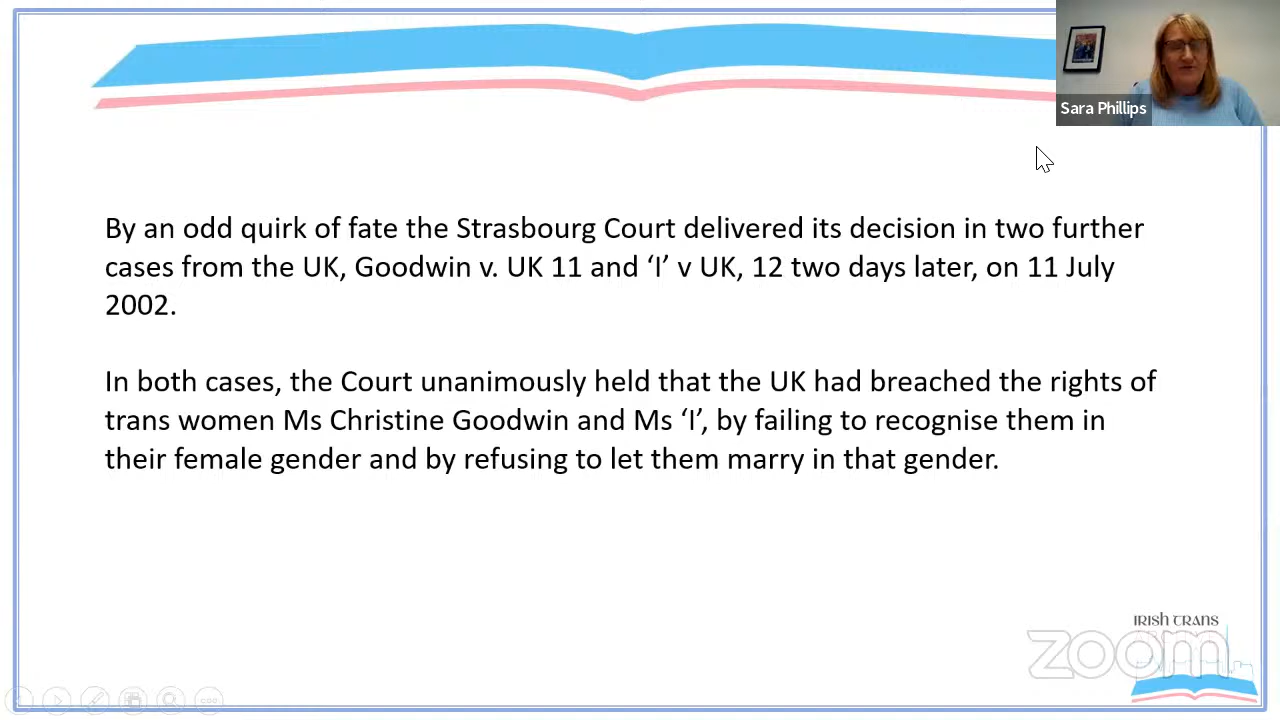 Sara Phillips
By an odd quirk of fate the Strasbourg Court delivered its decision in two further
cases from the UK, Goodwin v. UK 11 and ‘I’ v UK, 12 two days later, on 11 July
2002.
In both cases, the Court unanimously held that the UK had breached the rights of
trans women Ms Christine Goodwin and Ms ‘I’, by failing to recognise them in
their female gender and by refusing to let them marry in that gender.
IRISH TRANS
zoom